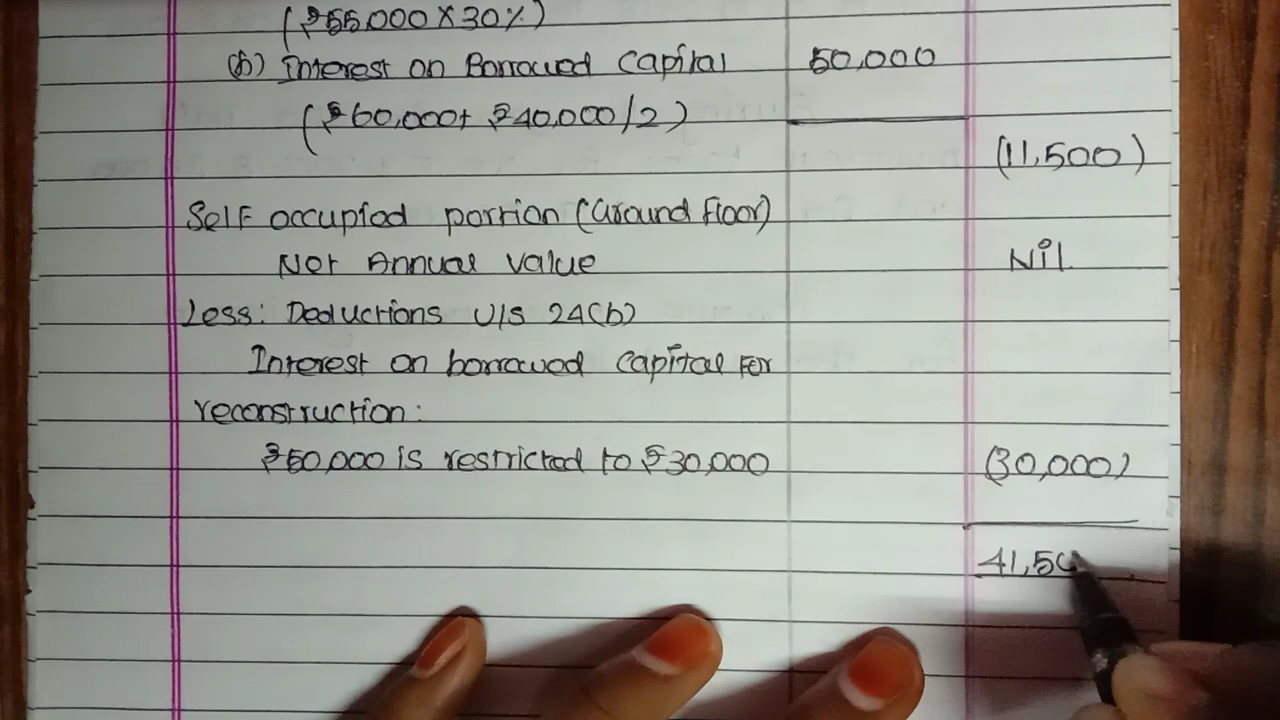 (₹55,000 X 30%)
(b) Interest on Borrowed Capital 50,000
(₹60,000+ ₹40,000/2)
(11,500)
Self occupied portion (Ground Floor)
Net Annual Value Nil
Less: Deductions U/S 24(b)
Interest on borrowed capital for
reconstruction:
₹50,000 is restricted to ₹30,000 (30,000)
41,50